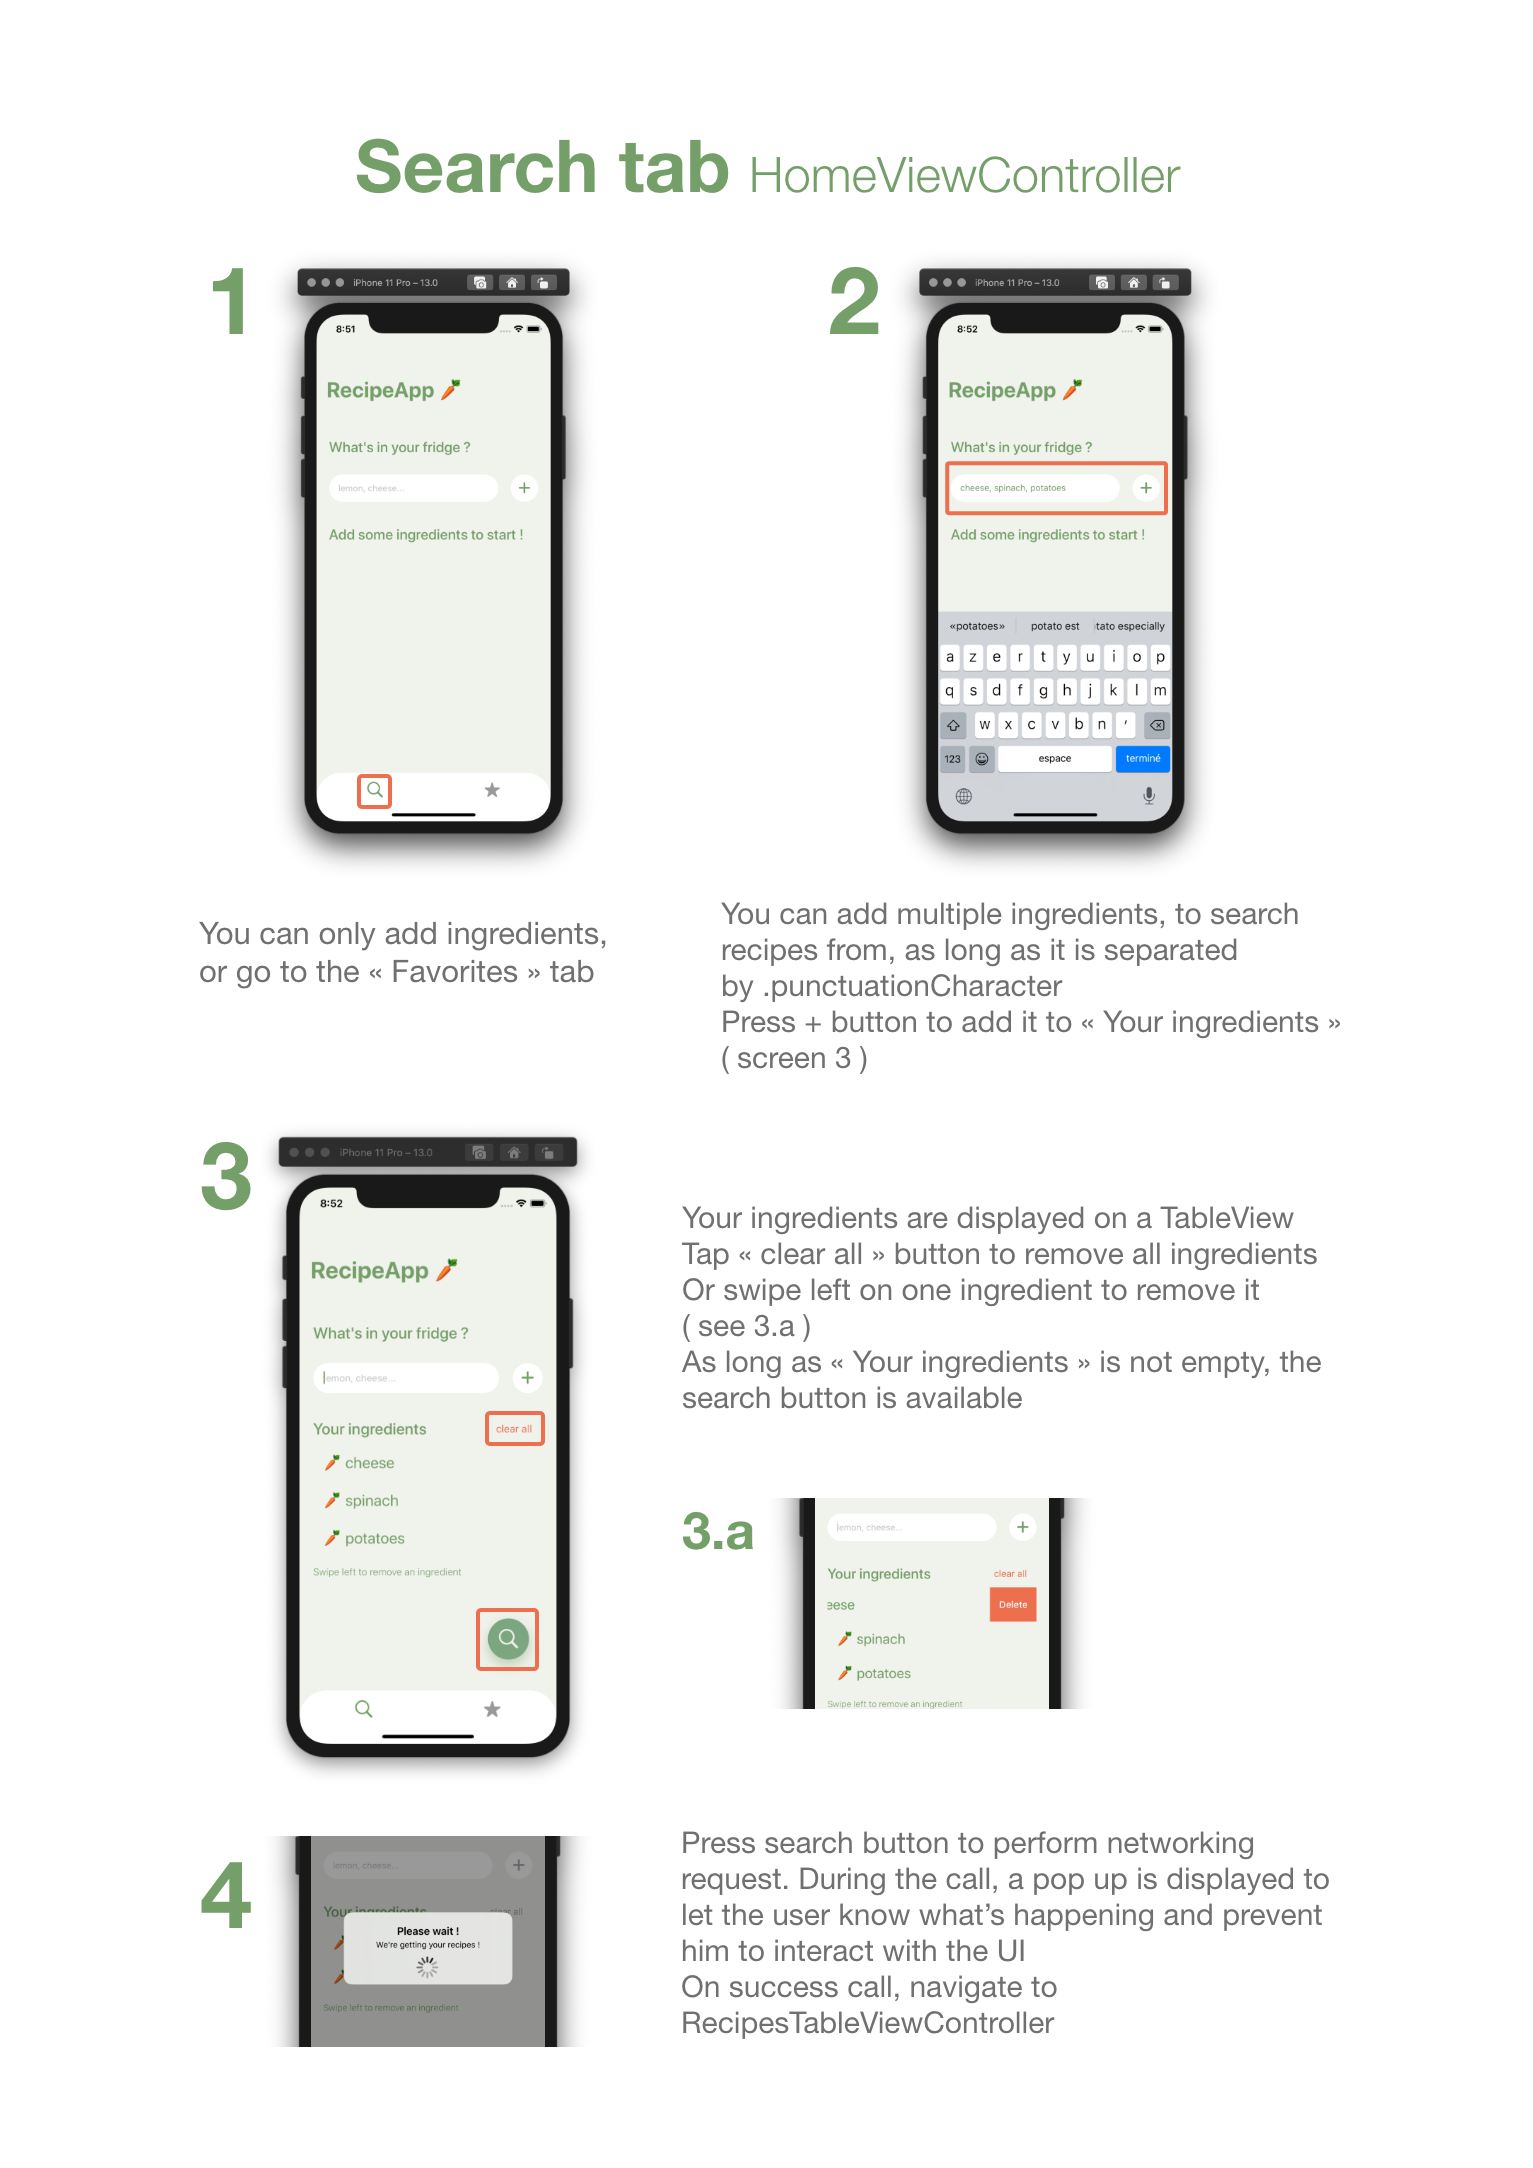 Search tab HomeViewController
1
iPhone 11 Pro – 13.0
8:51
RecipeApp
What's in your fridge ?
lemon, cheese...
+
Add some ingredients to start !
You can only add ingredients,
or go to the « Favorites » tab
2
iPhone 11 Pro – 13.0
8:52
RecipeApp
What's in your fridge ?
cheese, spinach, potatoes
+
Add some ingredients to start !
«potatoes» potato est tato especially
a z e r t y u i o p
q s d f g h j k l m
w x c v b n ’
123 espace terminé
You can add multiple ingredients, to search
recipes from, as long as it is separated
by .punctuationCharacter
Press + button to add it to « Your ingredients »
( screen 3 )
3
iPhone 11 Pro – 13.0
8:52
RecipeApp
What's in your fridge ?
lemon, cheese...
+
Your ingredients clear all
cheese
spinach
potatoes
Swipe left to remove an ingredient
Your ingredients are displayed on a TableView
Tap « clear all » button to remove all ingredients
Or swipe left on one ingredient to remove it
( see 3.a )
As long as « Your ingredients » is not empty, the
search button is available
3.a
lemon, cheese...
+
Your ingredients clear all
eese Delete
spinach
potatoes
Swipe left to remove an ingredient
4
lemon, cheese...
+
Your ingredients clear all
Please wait !
We're getting your recipes !
Swipe left to remove an ingredient
Press search button to perform networking
request. During the call, a pop up is displayed to
let the user know what’s happening and prevent
him to interact with the UI
On success call, navigate to
RecipesTableViewController